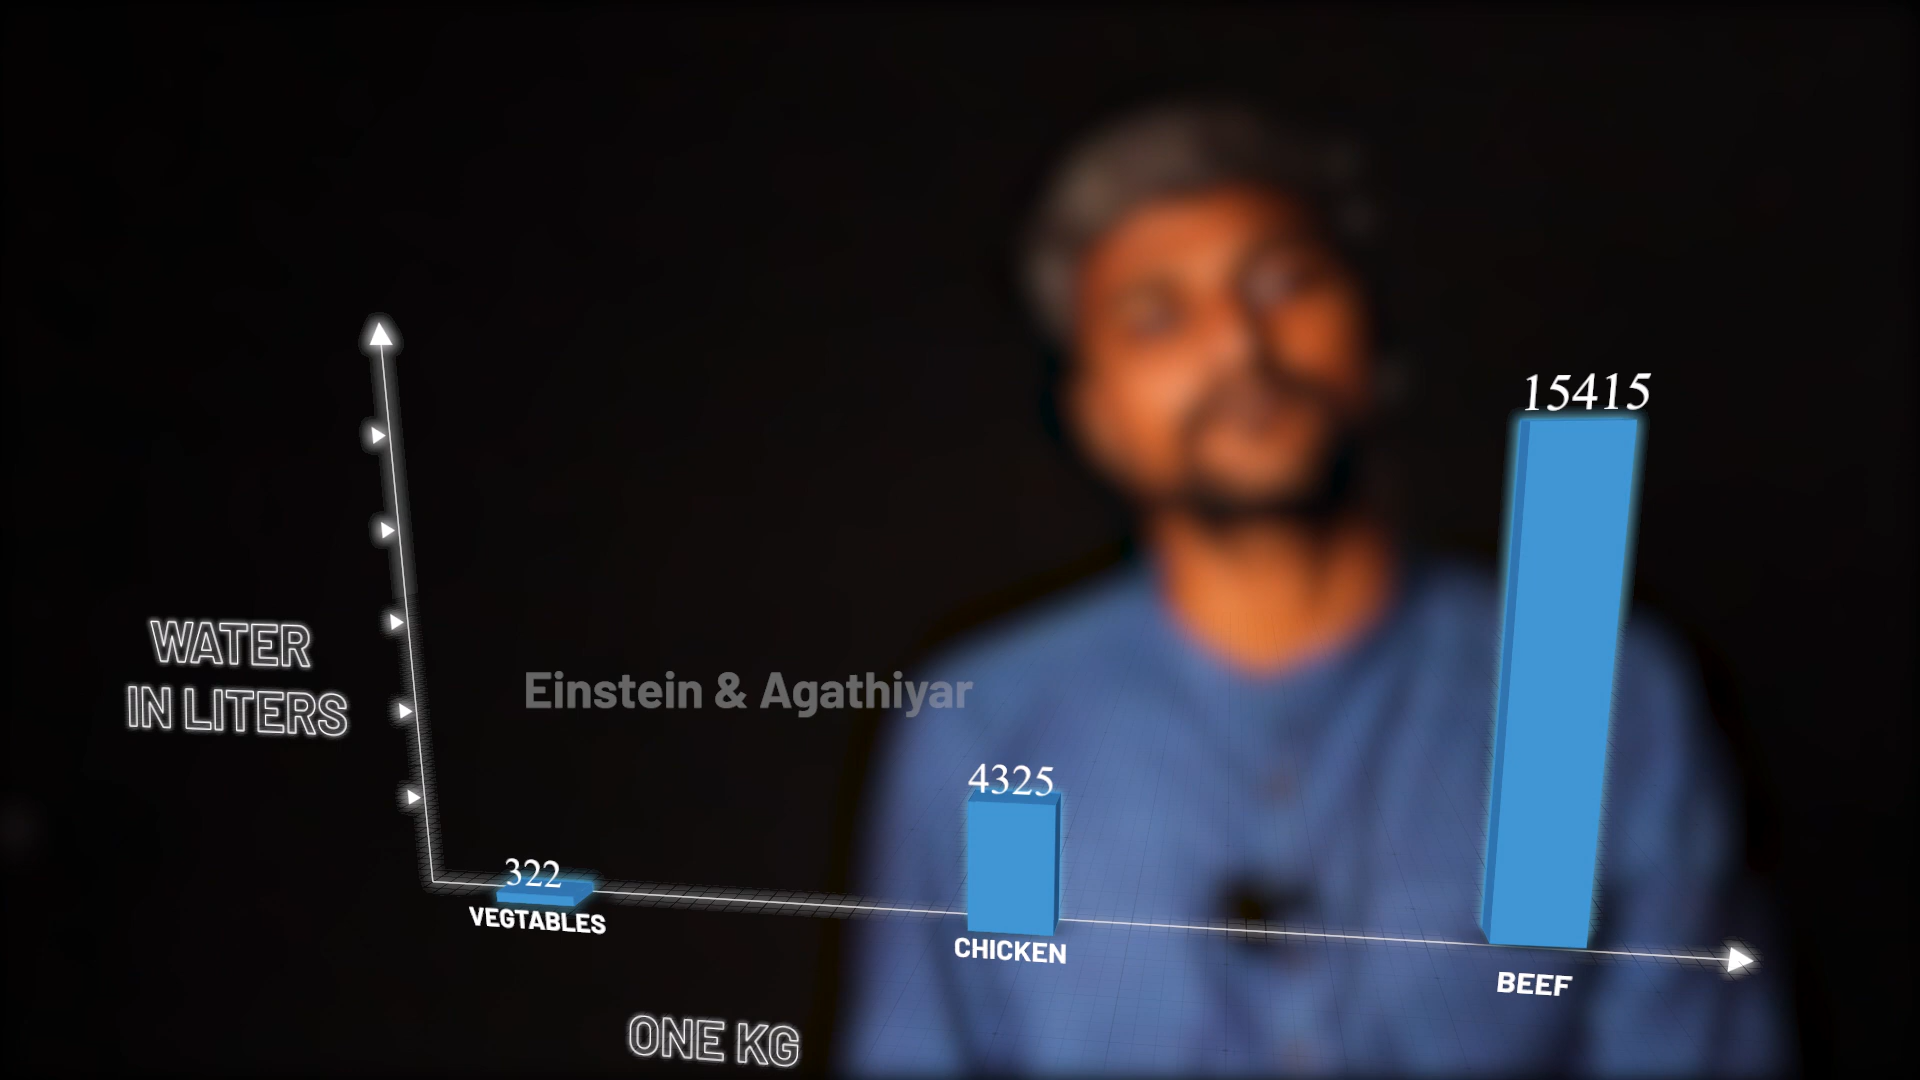 15415
WATER
IN LITERS
Einstein & Agathiyar
4325
322
VEGTABLES
CHICKEN
BEEF
ONE KG